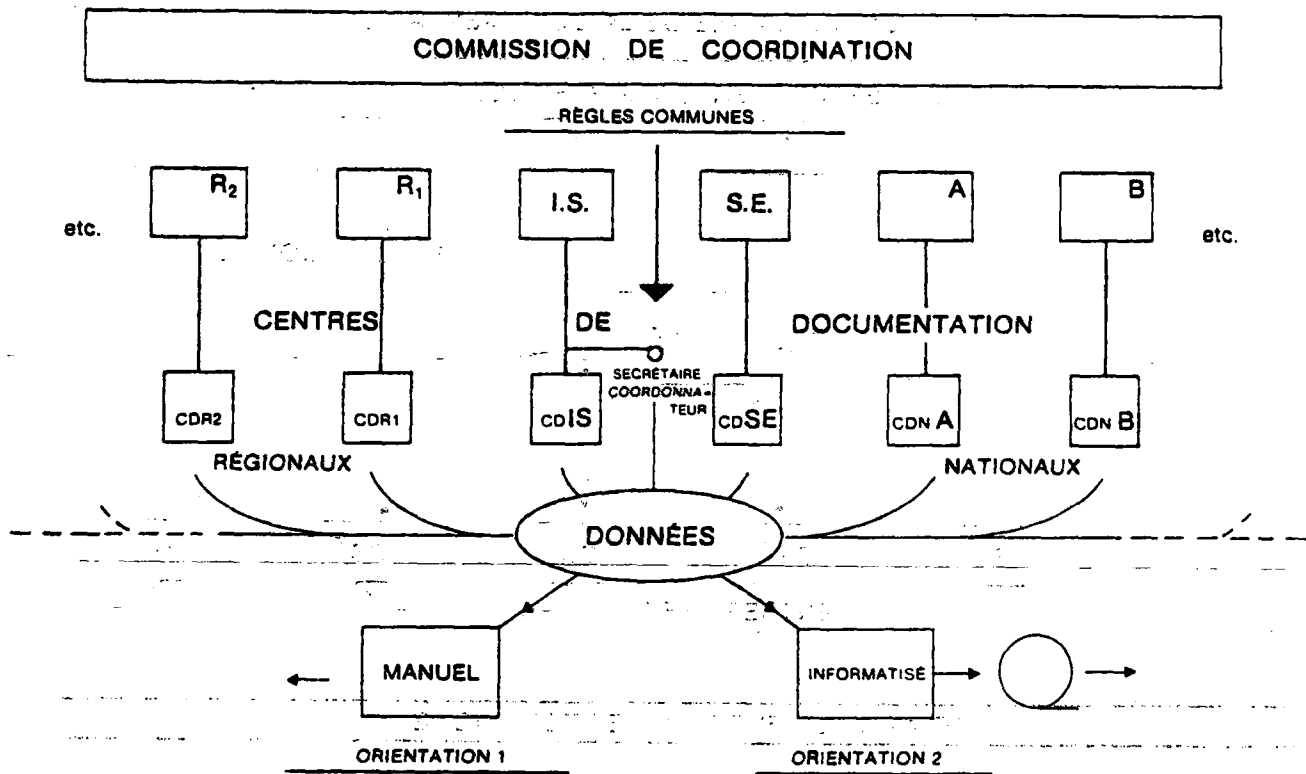 COMMISSION DE COORDINATION
RÈGLES COMMUNES
R2
R1
I.S.
S.E.
A
B
etc.
etc.
CENTRES
DE
DOCUMENTATION
SECRÉTAIRE
COORDONNA-
TEUR
CDR2
CDR1
CDIS
CDSE
CDN A
CDN B
RÉGIONAUX
NATIONAUX
DONNÉES
MANUEL
INFORMATISÉ
ORIENTATION 1
ORIENTATION 2